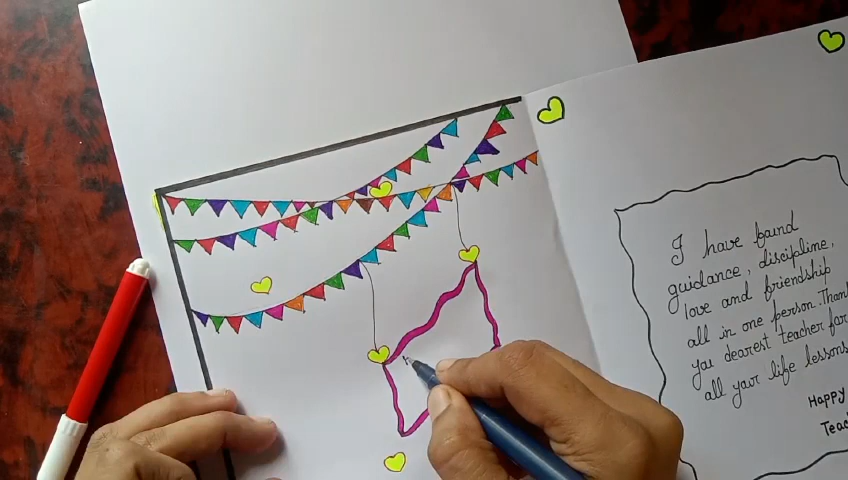 I have found
guidance, discipline,
love and friendship
all in one person. Thank
you dearest teacher for
all your life lessons
Happy
Teac